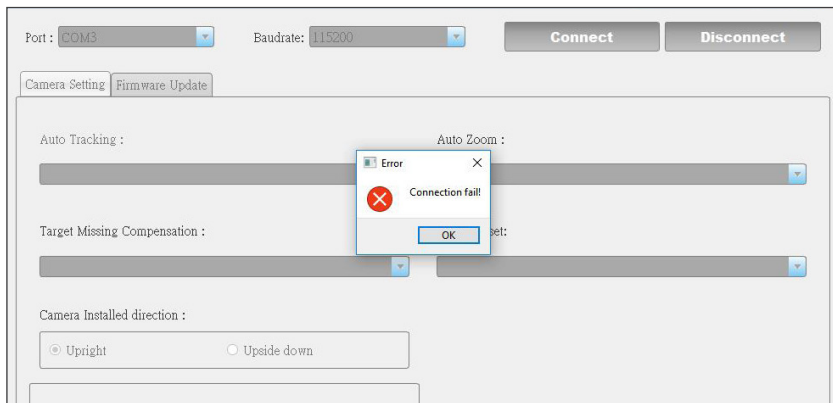 Port : COM3 Baudrate: 115200 Connect Disconnect
Camera Setting Firmware Update
Auto Tracking : Auto Zoom :
Error
Connection fail!
OK
Target Missing Compensation : set:
Camera Installed direction :
Upright Upside down